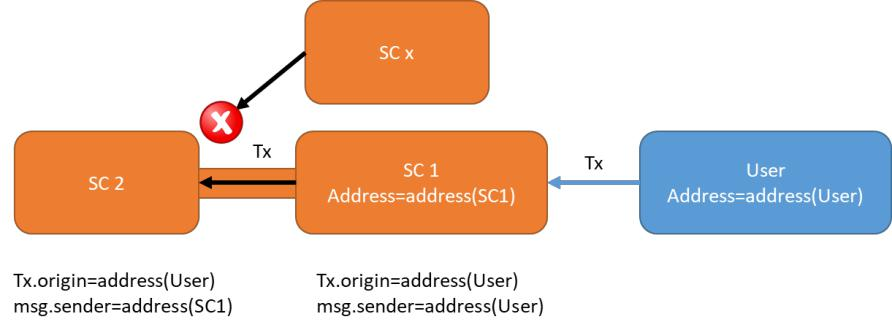 SC x
Tx
SC 2
SC 1
Address=address(SC1)
Tx
User
Address=address(User)
Tx.origin=address(User)
msg.sender=address(SC1)
Tx.origin=address(User)
msg.sender=address(User)